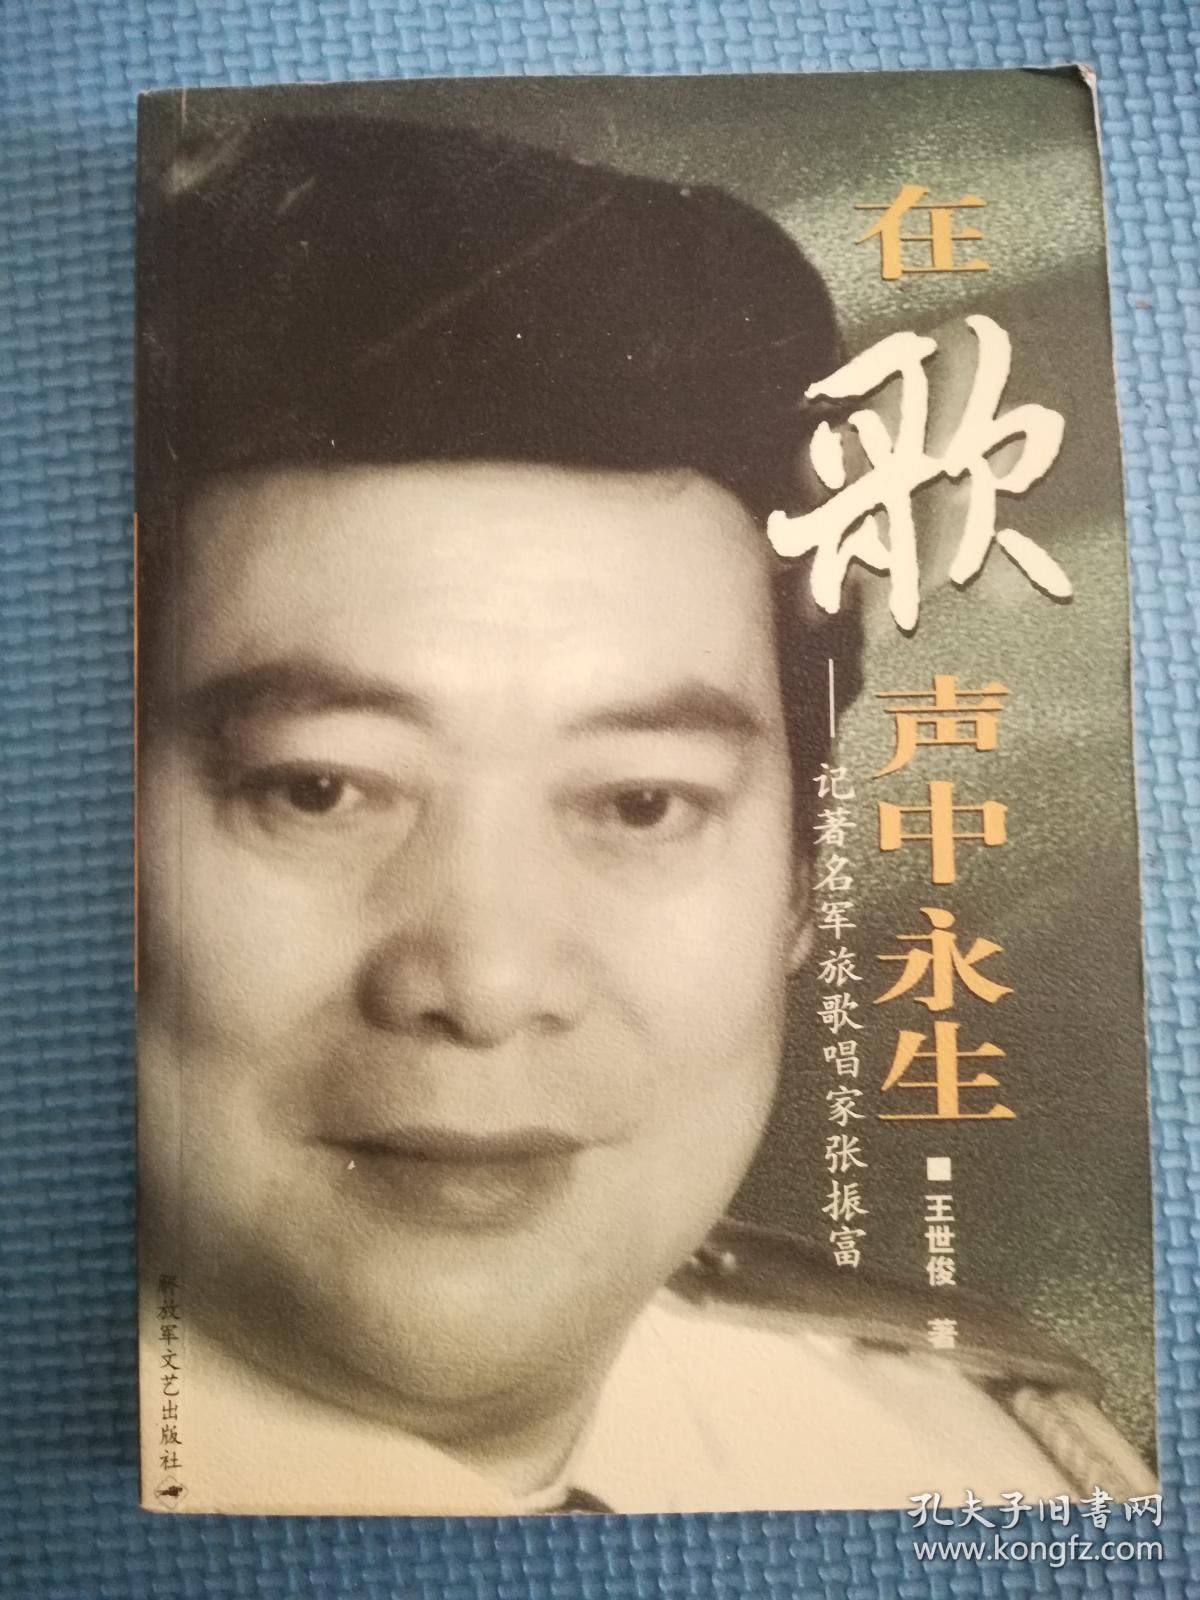 在歌声中永生
——记著名军旅歌唱家张振富
■王世俊 著
解放军文艺出版社
孔夫子旧书网
www.kongfz.com